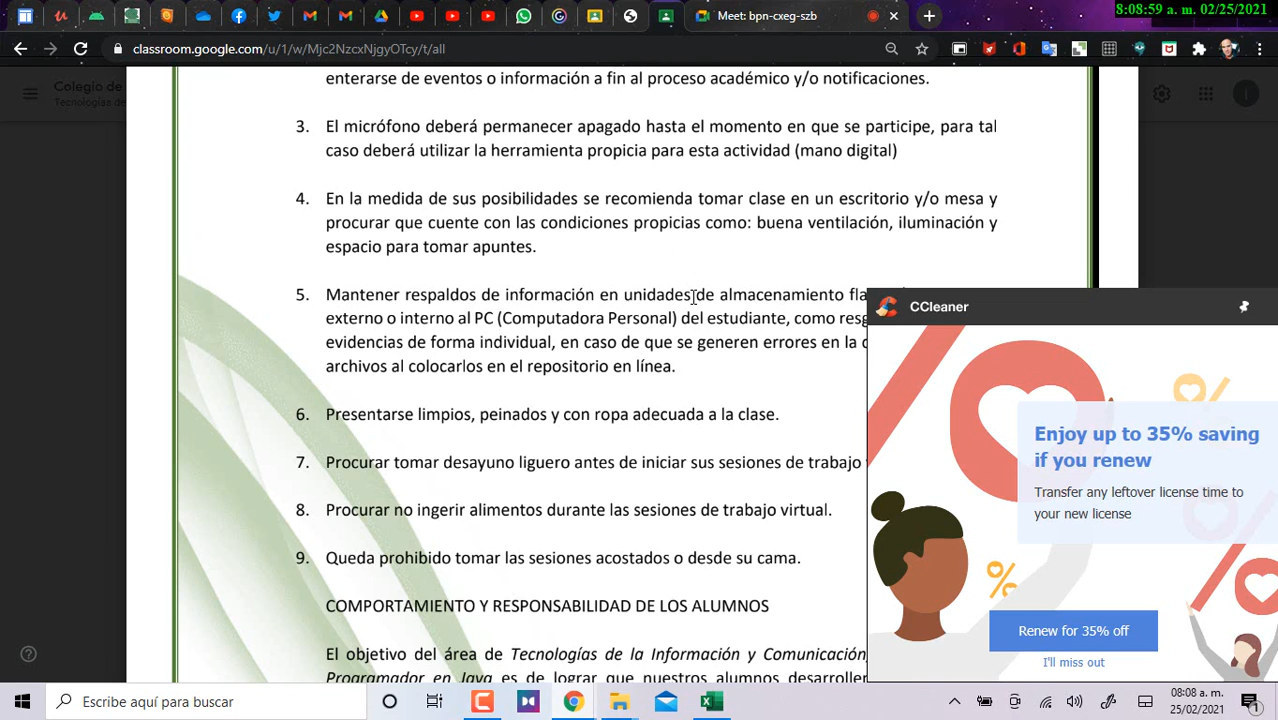 8:08:59 a. m. 02/25/2021
Meet: bpn-cxeg-szb
classroom.google.com/u/1/w/Mjc2NzcxNjgyOTcy/t/all
Colegio de
Tecnologías de
enterarse de eventos o información a fin al proceso académico y/o notificaciones.
3. El micrófono deberá permanecer apagado hasta el momento en que se participe, para tal
caso deberá utilizar la herramienta propicia para esta actividad (mano digital)
4. En la medida de sus posibilidades se recomienda tomar clase en un escritorio y/o mesa y
procurar que cuente con las condiciones propicias como: buena ventilación, iluminación y
espacio para tomar apuntes.
5. Mantener respaldos de información en unidades de almacenamiento
externo o interno al PC (Computadora Personal) del estudiante, como
evidencias de forma individual, en caso de que se generen errores en la
archivos al colocarlos en el repositorio en línea.
6. Presentarse limpios, peinados y con ropa adecuada a la clase.
7. Procurar tomar desayuno liguero antes de iniciar sus sesiones de trabajo
8. Procurar no ingerir alimentos durante las sesiones de trabajo virtual.
9. Queda prohibido tomar las sesiones acostados o desde su cama.
COMPORTAMIENTO Y RESPONSABILIDAD DE LOS ALUMNOS
El objetivo del área de Tecnologías de la Información y Comunicación
Programador en Java es de lograr que nuestros alumnos desarrollen
CCleaner
Enjoy up to 35% saving
if you renew
Transfer any leftover license time to
your new license
Renew for 35% off
I'll miss out
Escribe aquí para buscar
08:08 a. m.
25/02/2021